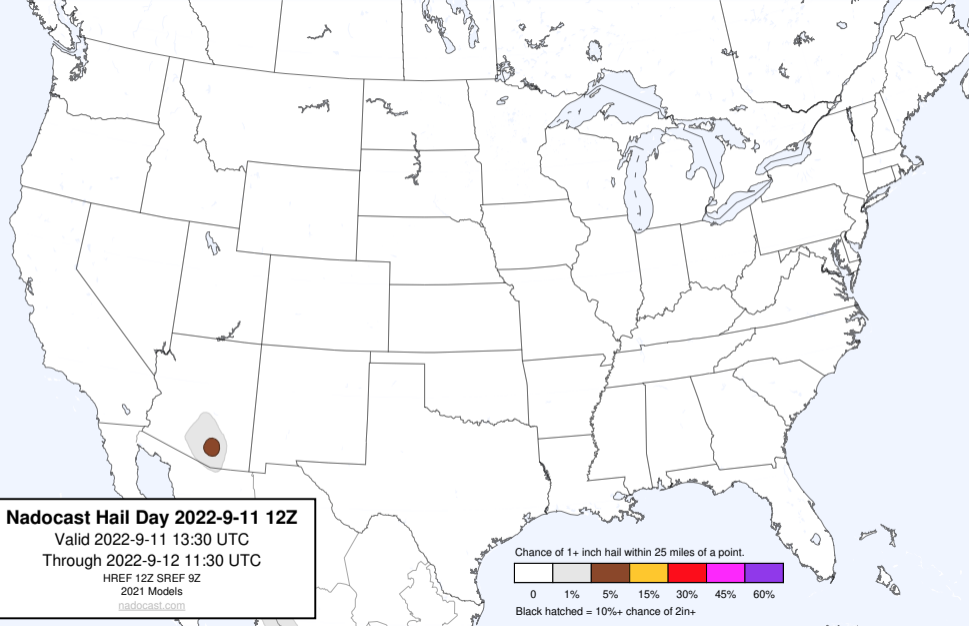 Nadocast Hail Day 2022-9-11 12Z
Valid 2022-9-11 13:30 UTC
Through 2022-9-12 11:30 UTC
HREF 12Z SREF 9Z
2021 Models
nadocast.com
Chance of 1+ inch hail within 25 miles of a point.
0 1% 5% 15% 30% 45% 60%
Black hatched = 10%+ chance of 2in+